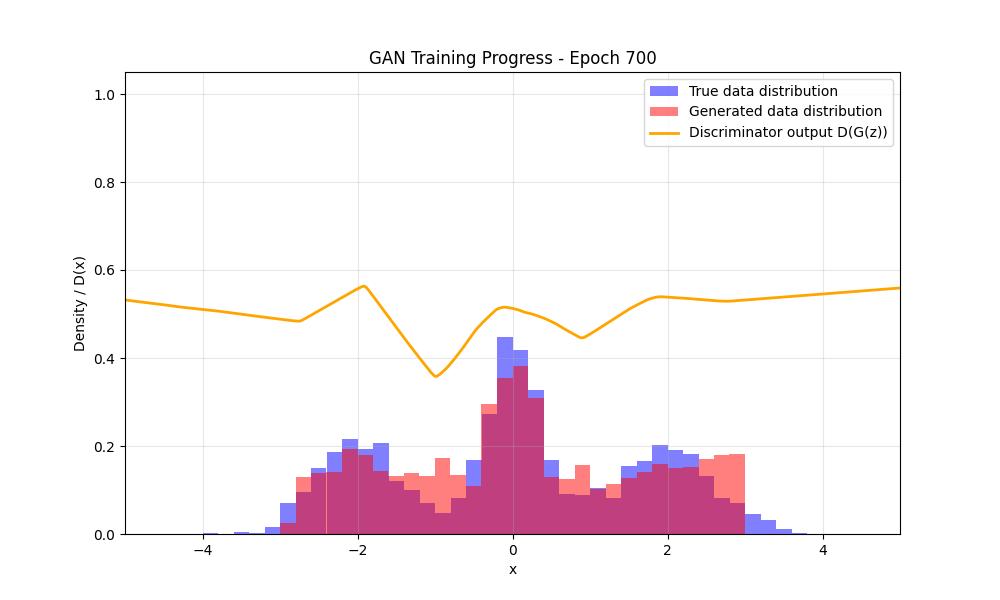 GAN Training Progress - Epoch 700
True data distribution
Generated data distribution
Discriminator output D(G(z))
Density / D(x)
1.0
0.8
0.6
0.4
0.2
0.0
−4
−2
0
2
4
x